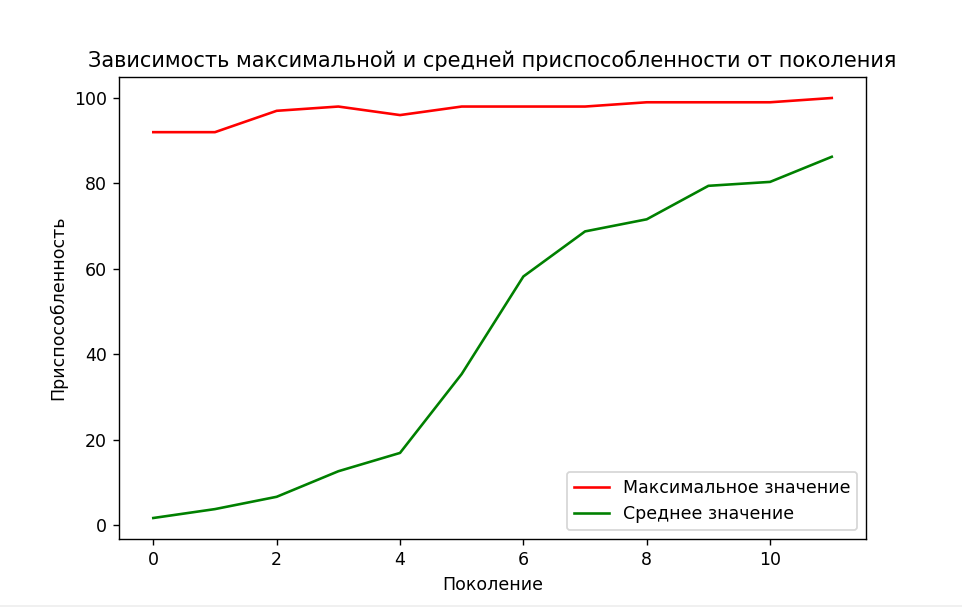 Зависимость максимальной и средней приспособленности от поколения
Приспособленность
100
80
60
40
20
0
0 2 4 6 8 10
Поколение
Максимальное значение
Среднее значение